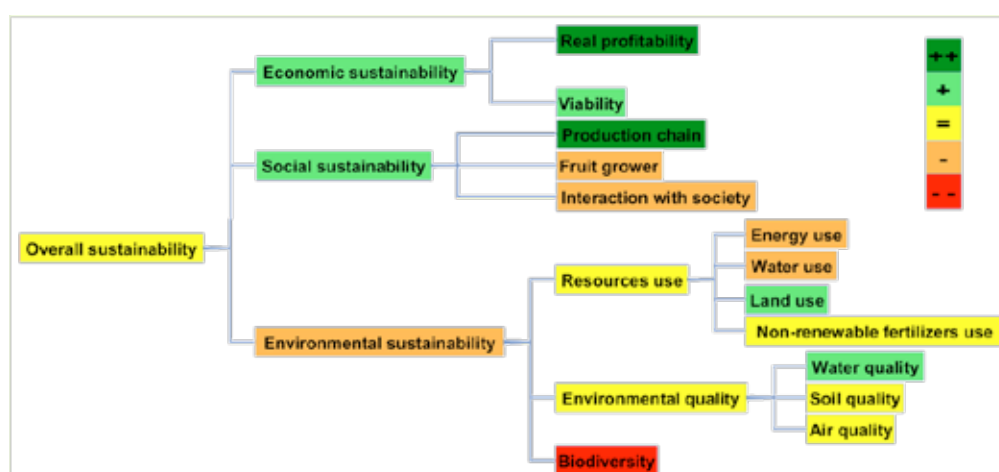 Real profitability
++
Economic sustainability
+
Viability
=
Production chain
-
Social sustainability
Fruit grower
--
Interaction with society
Energy use
Overall sustainability
Water use
Resources use
Land use
Non-renewable fertilizers use
Environmental sustainability
Water quality
Environmental quality
Soil quality
Air quality
Biodiversity